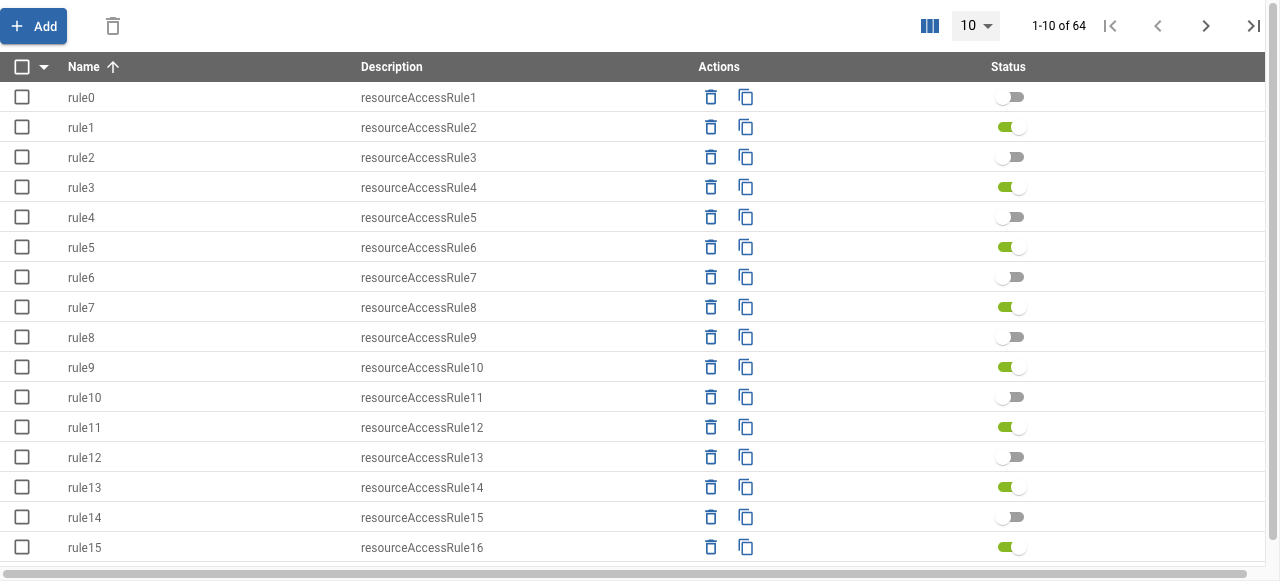 Add 10 1-10 of 64
Name Description Actions Status
rule0 resourceAccessRule1
rule1 resourceAccessRule2
rule2 resourceAccessRule3
rule3 resourceAccessRule4
rule4 resourceAccessRule5
rule5 resourceAccessRule6
rule6 resourceAccessRule7
rule7 resourceAccessRule8
rule8 resourceAccessRule9
rule9 resourceAccessRule10
rule10 resourceAccessRule11
rule11 resourceAccessRule12
rule12 resourceAccessRule13
rule13 resourceAccessRule14
rule14 resourceAccessRule15
rule15 resourceAccessRule16